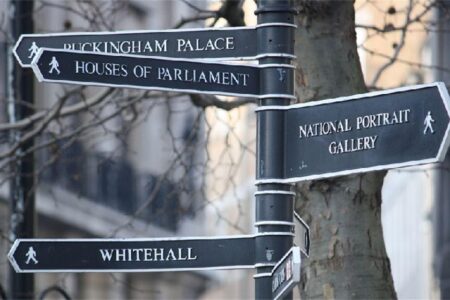 BUCKINGHAM PALACE
HOUSES OF PARLIAMENT
NATIONAL PORTRAIT
GALLERY
WHITEHALL